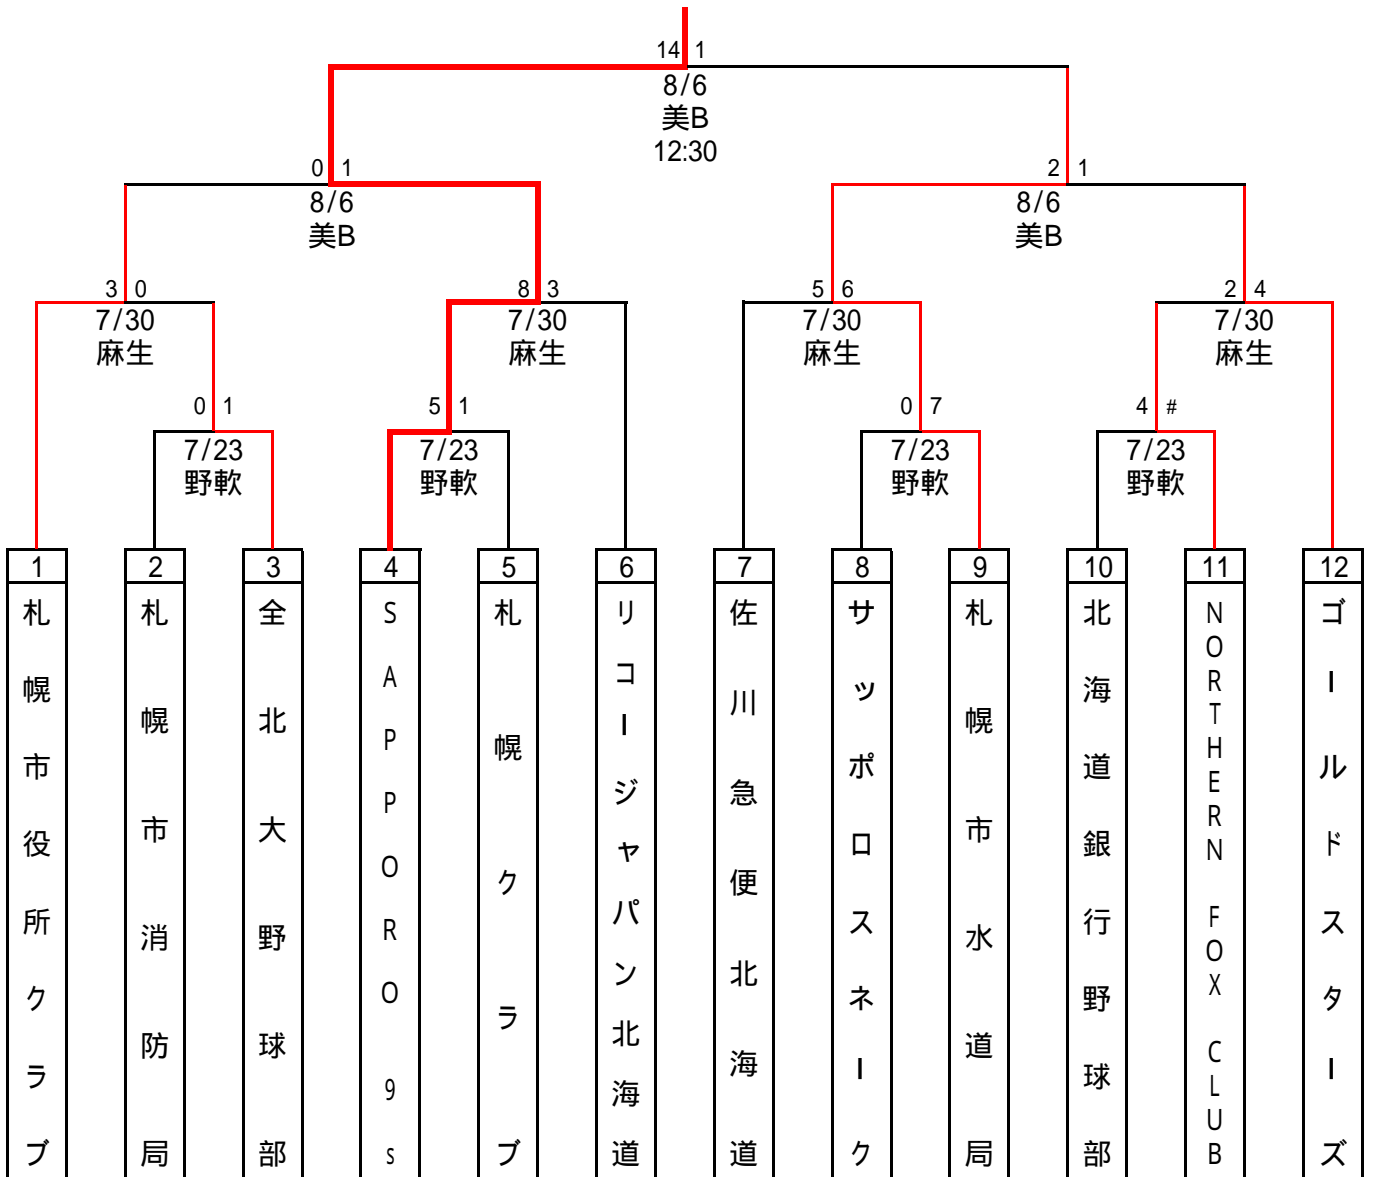 14 1
8/6
美B
12:30
0 1
8/6
美B
2 1
8/6
美B
3 0
7/30
麻生
8 3
7/30
麻生
5 6
7/30
麻生
2 4
7/30
麻生
0 1
7/23
野軟
5 1
7/23
野軟
0 7
7/23
野軟
4 #
7/23
野軟
1
札幌市役所クラブ
2
札幌市消防局
3
全北大野球部
4
SAPPORO 9s
5
札幌クラブ
6
リコージャパン北海道
7
佐川急便北海道
8
サッポロスネーク
9
札幌市水道局
10
北海道銀行野球部
11
NORTHERN FOX CLUB
12
ゴールドスターズ